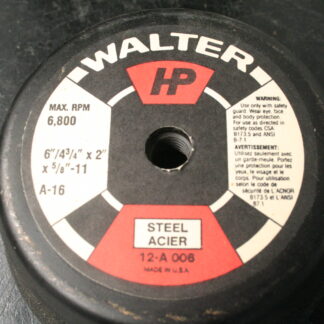 WALTER
HP
MAX. RPM
6,800
6"/4¾" x 2"
x ⅝"-11
A-16
WARNING:
Use only with safety
guard. Wear eye, face
and body protection.
For use as directed in
safety codes CSA
B173.5 and ANSI
B-7.1
AVERTISSEMENT:
Utilisez seulement avec
un garde-meule. Portez
une protection pour les
yeux, le visage et le
corps. Pour utilisation
selon le code de
sécurité de L'ACNOR
B173.5 et L'ANSI
B7.1
STEEL
ACIER
12-A 006
MADE IN U.S.A.